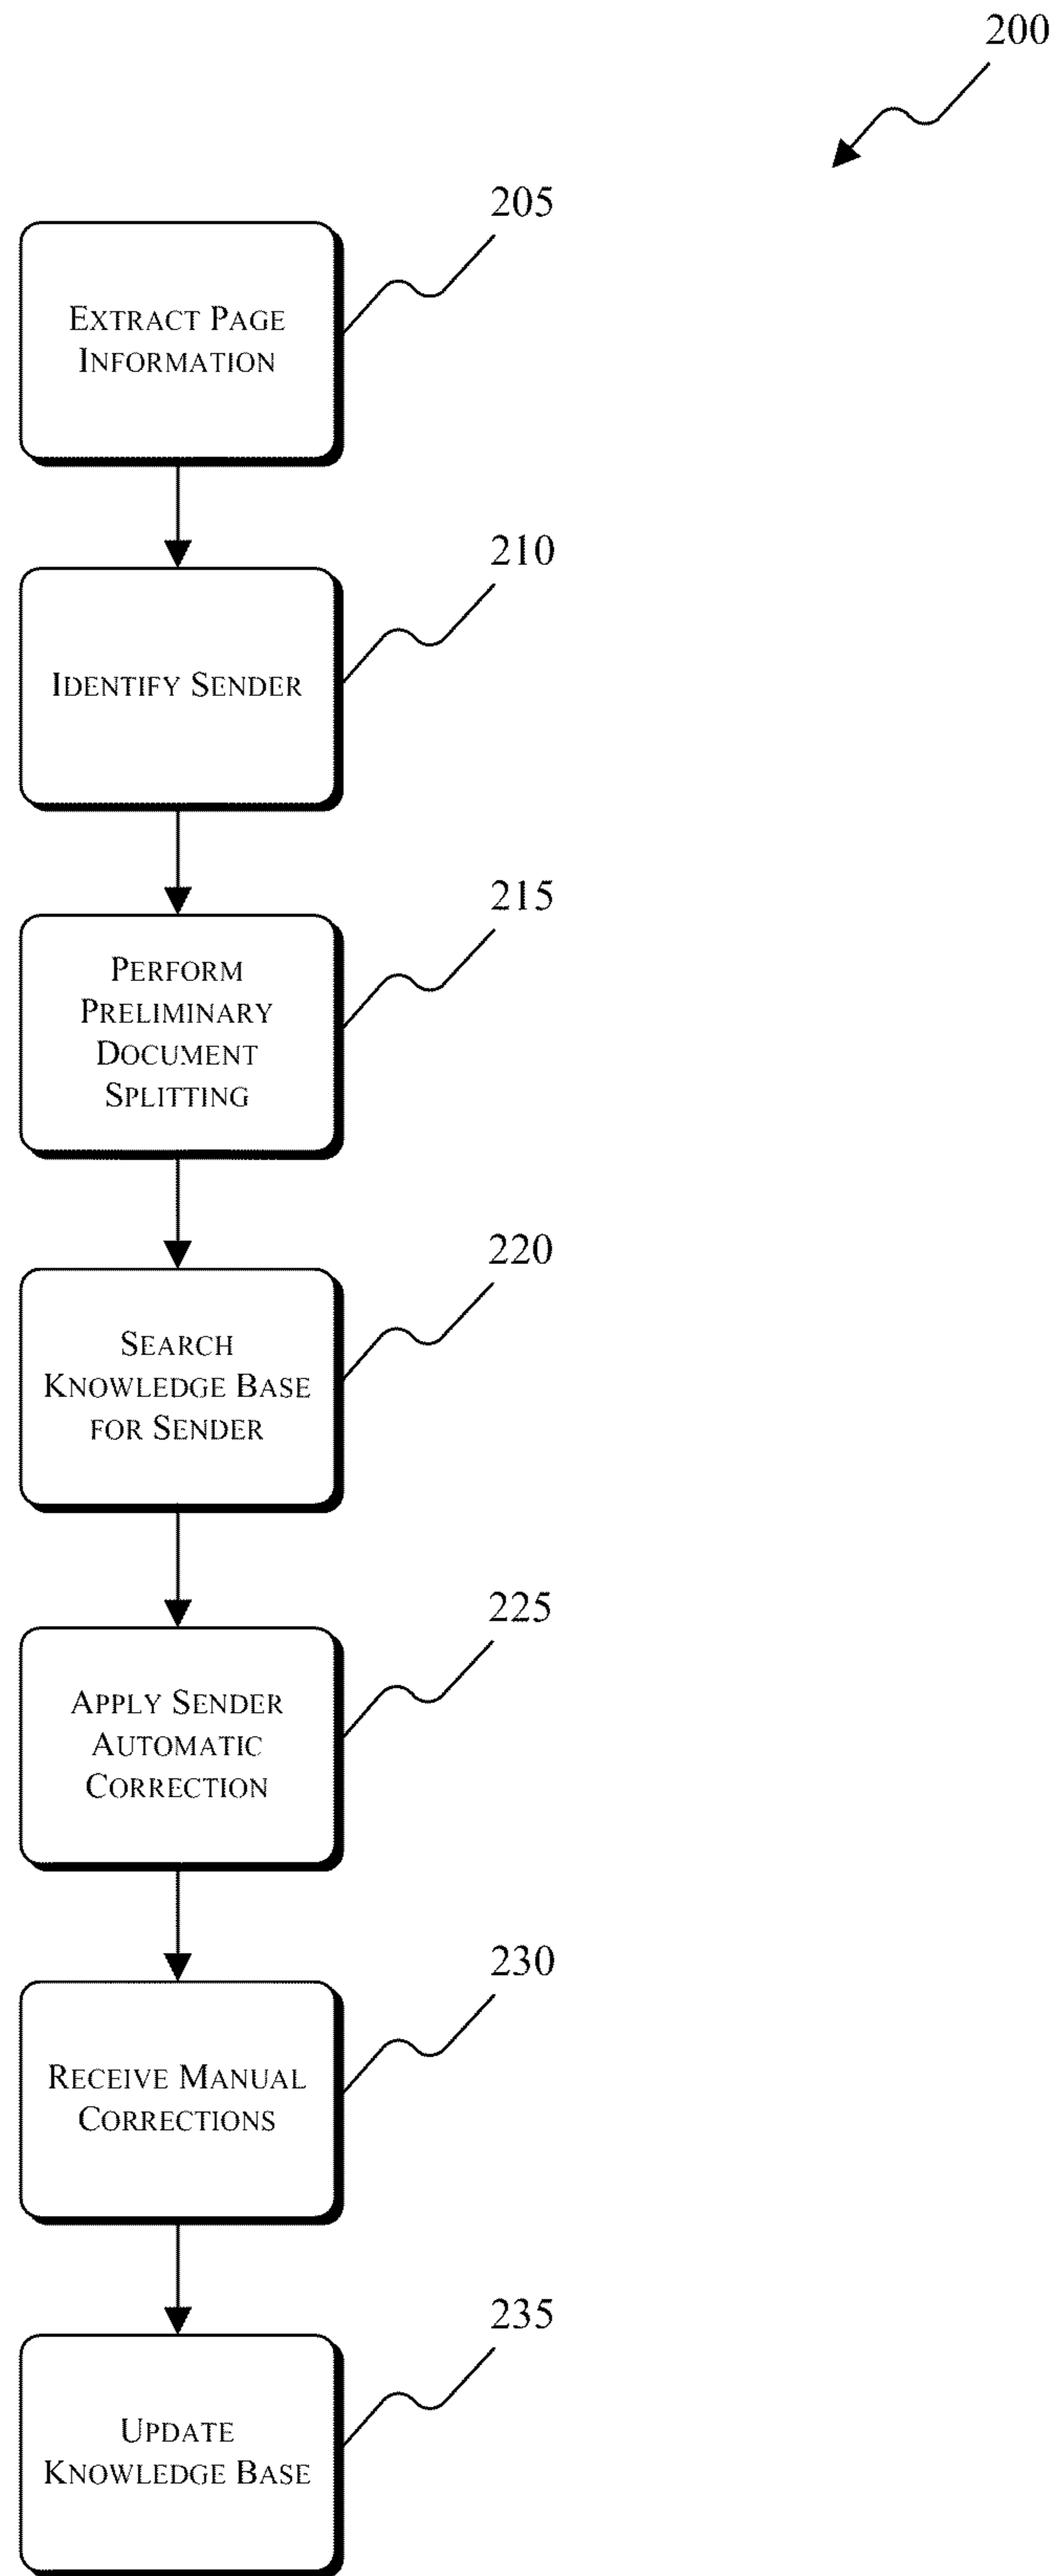 200
205
EXTRACT PAGE
INFORMATION
210
IDENTIFY SENDER
215
PERFORM
PRELIMINARY
DOCUMENT
SPLITTING
220
SEARCH
KNOWLEDGE BASE
FOR SENDER
225
APPLY SENDER
AUTOMATIC
CORRECTION
230
RECEIVE MANUAL
CORRECTIONS
235
UPDATE
KNOWLEDGE BASE